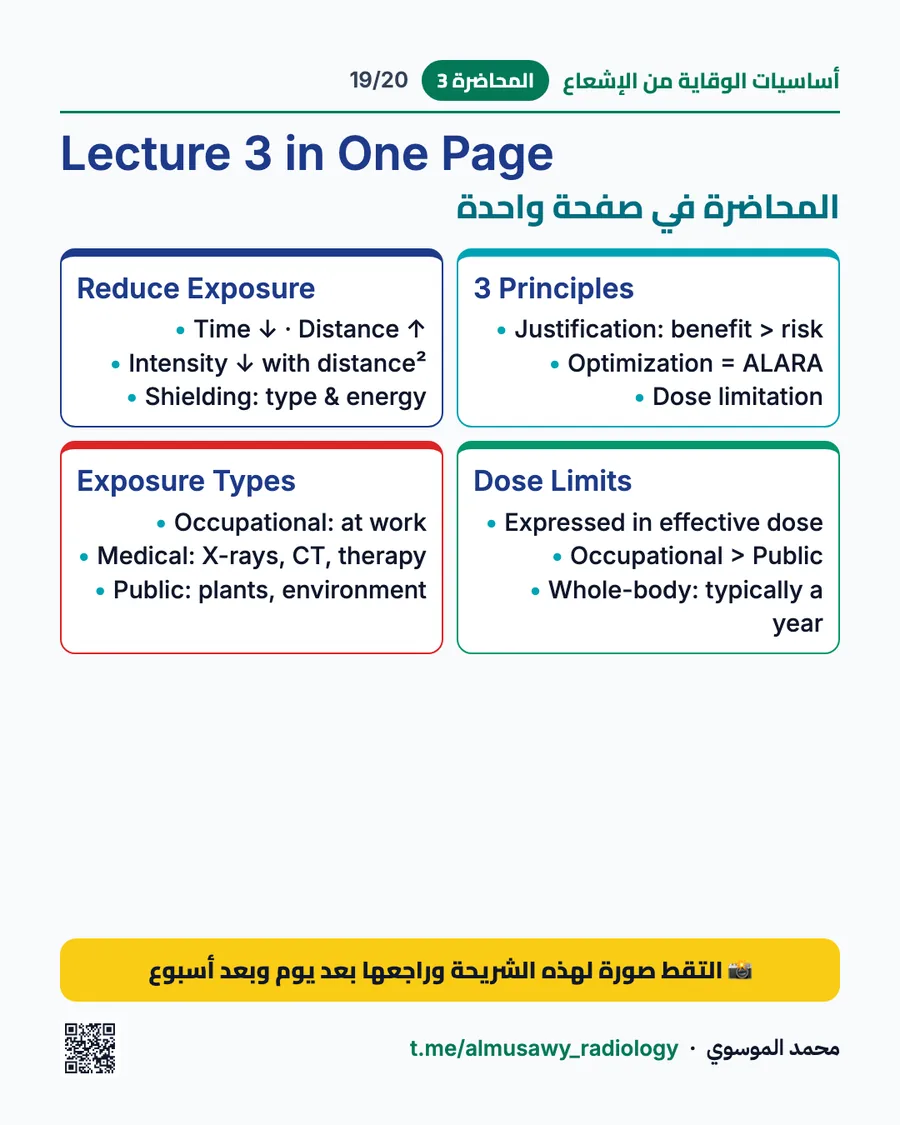 أساسيات الوقاية من الإشعاع المحاضرة 3 19/20
Lecture 3 in One Page
المحاضرة في صفحة واحدة
Reduce Exposure
• Time ↓ · Distance ↑
• Intensity ↓ with distance²
• Shielding: type & energy
3 Principles
• Justification: benefit > risk
• Optimization = ALARA
• Dose limitation
Exposure Types
• Occupational: at work
• Medical: X-rays, CT, therapy
• Public: plants, environment
Dose Limits
• Expressed in effective dose
• Occupational > Public
• Whole-body: typically a
year
📸 التقط صورة لهذه الشريحة وراجعها بعد يوم وبعد أسبوع
محمد الموسوي · t.me/almusawy_radiology